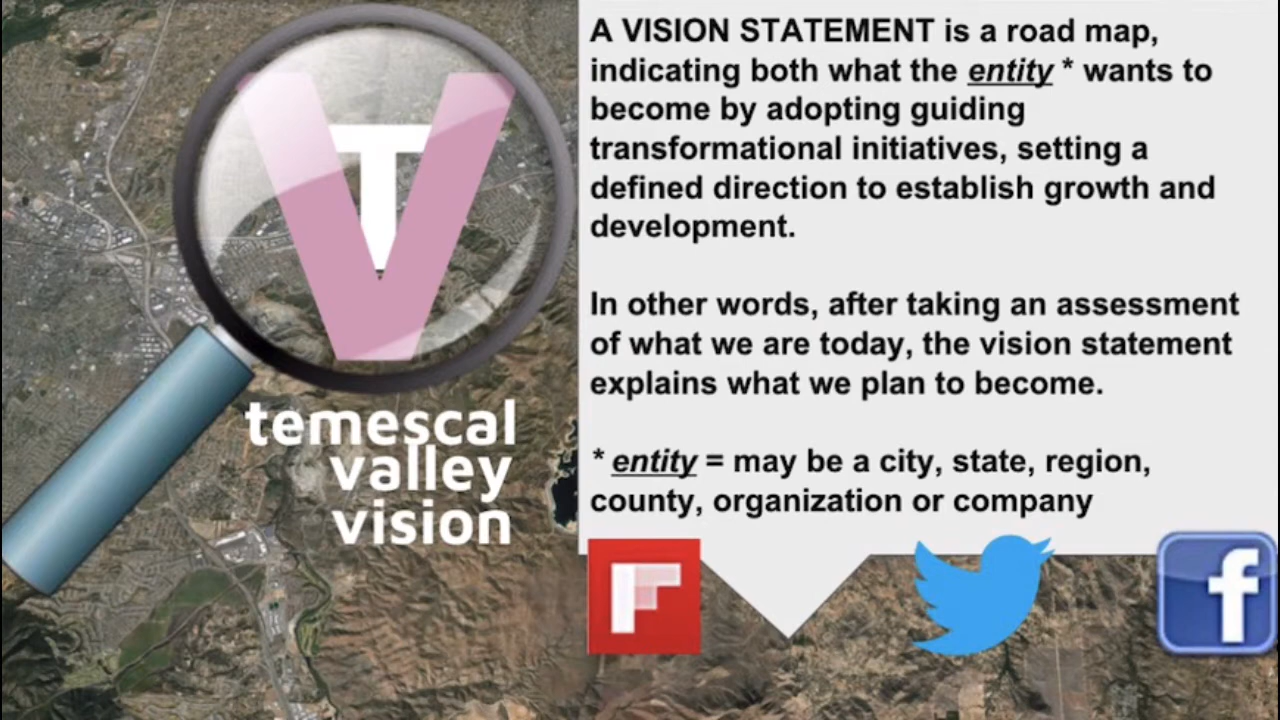 VT
temescal
valley
vision
A VISION STATEMENT is a road map,
indicating both what the entity * wants to
become by adopting guiding
transformational initiatives, setting a
defined direction to establish growth and
development.
In other words, after taking an assessment
of what we are today, the vision statement
explains what we plan to become.
* entity = may be a city, state, region,
county, organization or company
F
f